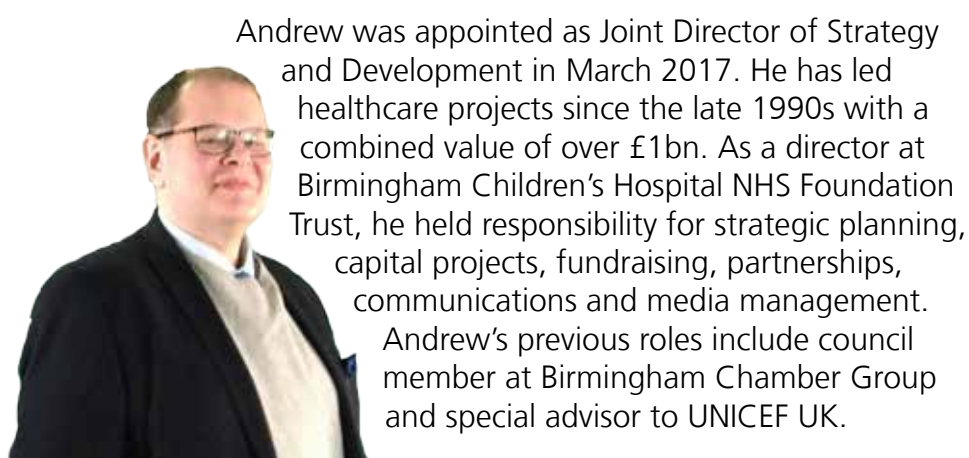 Andrew was appointed as Joint Director of Strategy
and Development in March 2017. He has led
healthcare projects since the late 1990s with a
combined value of over £1bn. As a director at
Birmingham Children’s Hospital NHS Foundation
Trust, he held responsibility for strategic planning,
capital projects, fundraising, partnerships,
communications and media management.
Andrew’s previous roles include council
member at Birmingham Chamber Group
and special advisor to UNICEF UK.